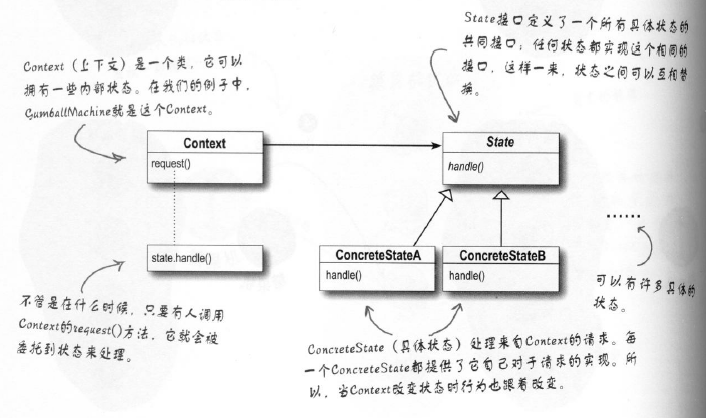 State接口定义了一个所有具体状态的
共同接口；任何状态都实现这个相同的
接口，这样一来，状态之间可以互相替
换。
Context（上下文）是一个类，它可以
拥有一些内部状态。在我们的例子中，
GumballMachine就是这个Context。
Context
request()
State
handle()
state.handle()
ConcreteStateA
handle()
ConcreteStateB
handle()
......
可以有许多具体的
状态。
不管是在什么时候，只要有人调用
Context的request()方法，它就会被
委托到状态来处理。
ConcreteState（具体状态）处理来自Context的请求。每
一个ConcreteState都提供了它自己对于请求的实现。所
以，当Context改变状态时行为也跟着改变。